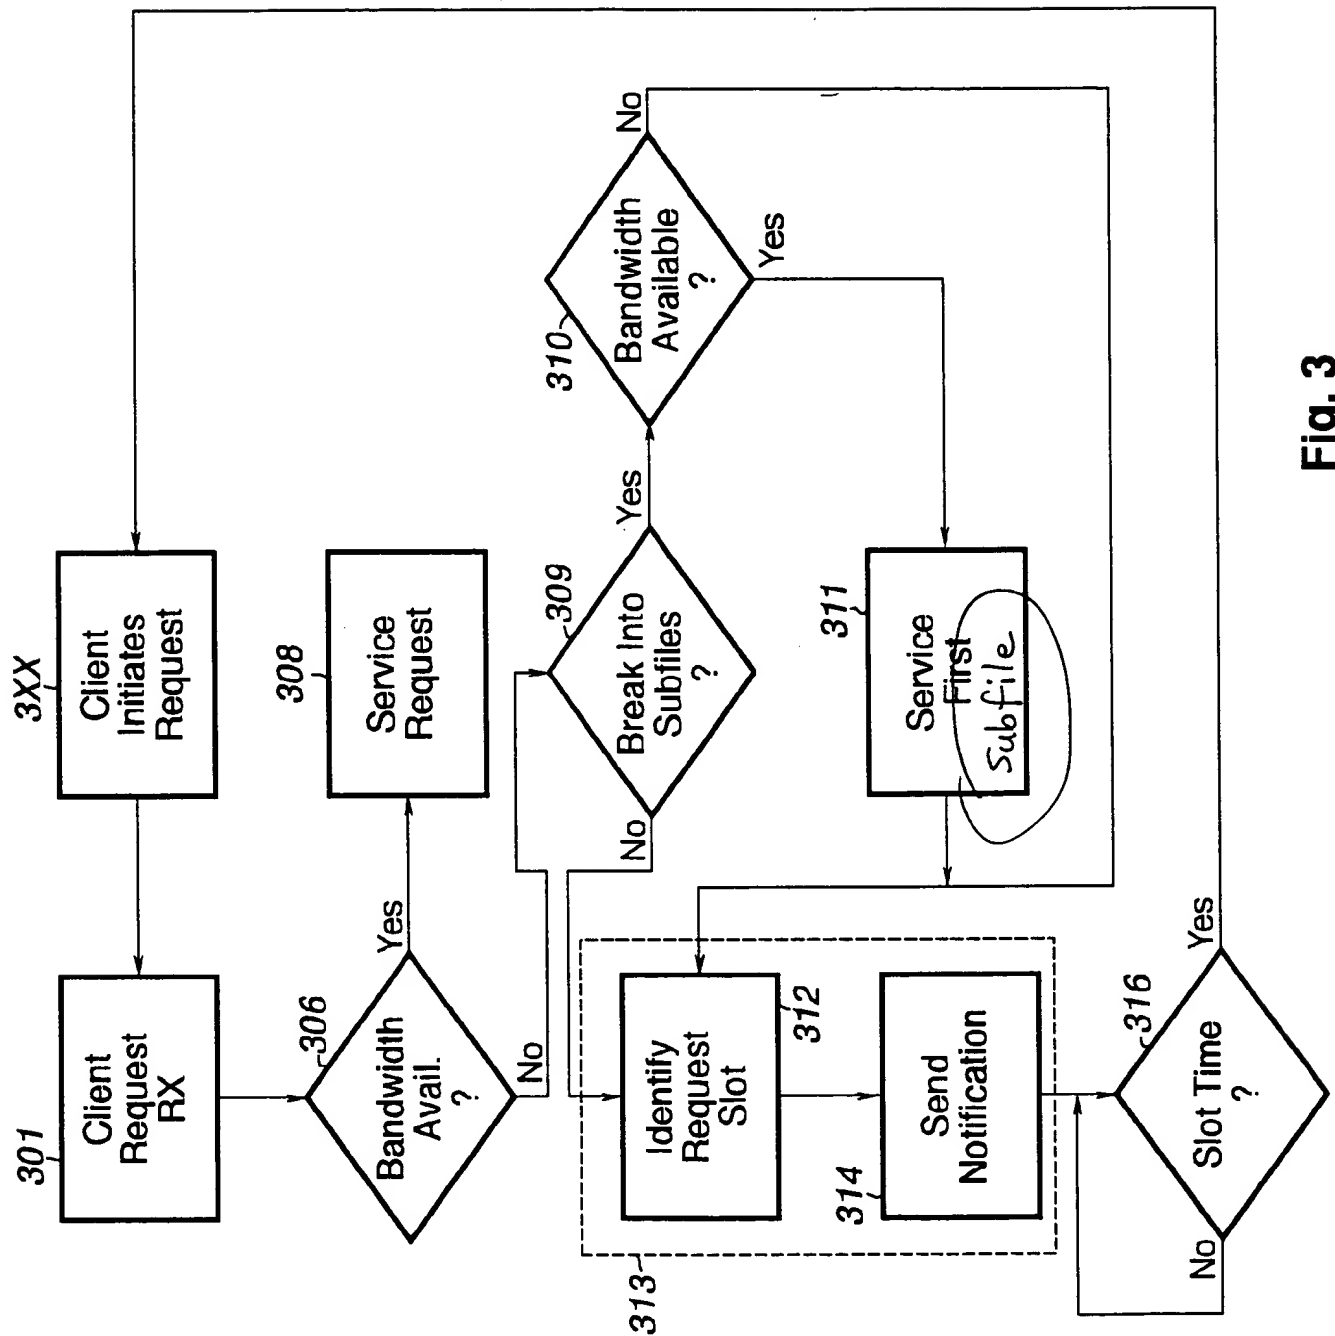 301
Client
Request
RX
3XX
Client
Initiates
Request
306
Bandwidth
Avail.
?
Yes
No
308
Service
Request
309
Break Into
Subfiles
?
Yes
No
310
Bandwidth
Available
?
No
Yes
311
Service
First
Subfile
312
Identify
Request
Slot
313
314
Send
Notification
316
Slot Time
?
Yes
No
Fig. 3